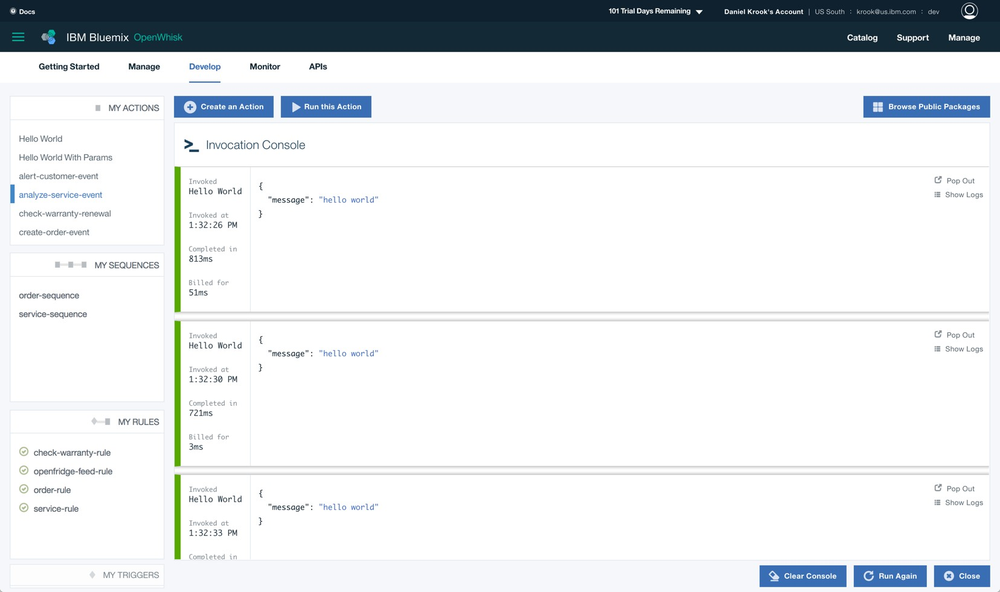 Docs
101 Trial Days Remaining
Daniel Krook's Account | US South : krook@us.ibm.com : dev
IBM Bluemix OpenWhisk
Catalog Support Manage
Getting Started Manage Develop Monitor APIs
MY ACTIONS
Hello World
Hello World With Params
alert-customer-event
analyze-service-event
check-warranty-renewal
create-order-event
MY SEQUENCES
order-sequence
service-sequence
MY RULES
check-warranty-rule
openfridge-feed-rule
order-rule
service-rule
MY TRIGGERS
Create an Action
Run this Action
Browse Public Packages
>_ Invocation Console
Invoked
Hello World
Invoked at
1:32:26 PM
Completed in
813ms
Billed for
51ms
{
"message": "hello world"
}
Pop Out
Show Logs
Invoked
Hello World
Invoked at
1:32:30 PM
Completed in
721ms
Billed for
3ms
{
"message": "hello world"
}
Pop Out
Show Logs
Invoked
Hello World
Invoked at
1:32:33 PM
Completed in
{
"message": "hello world"
}
Pop Out
Show Logs
Clear Console
Run Again
Close